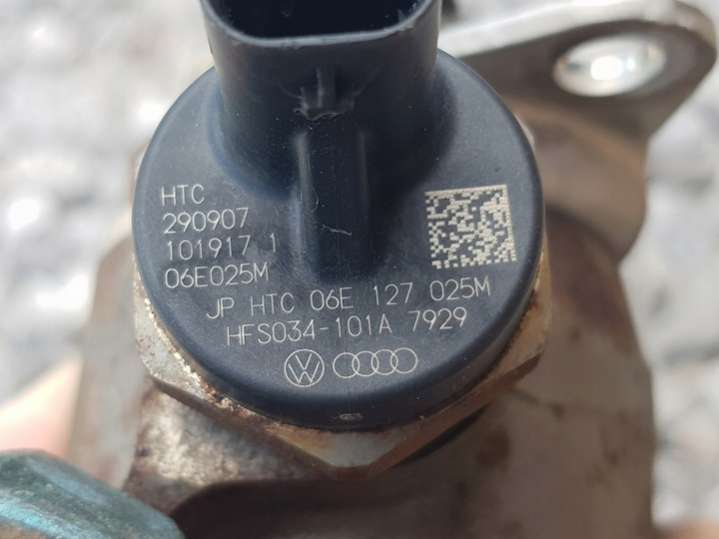 HTC
290907
101917 1
06E025M
JP HTC 06E 127 025M
HFS034-101A 7929